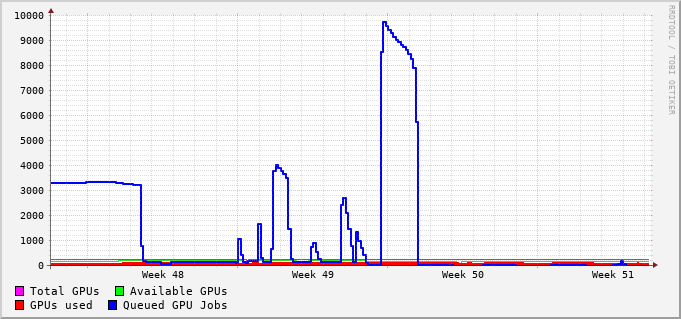 10000
9000
8000
7000
6000
5000
4000
3000
2000
1000
0
Week 48 Week 49 Week 50 Week 51
Total GPUs Available GPUs
GPUs used Queued GPU Jobs
RRDTOOL / TOBI OETIKER